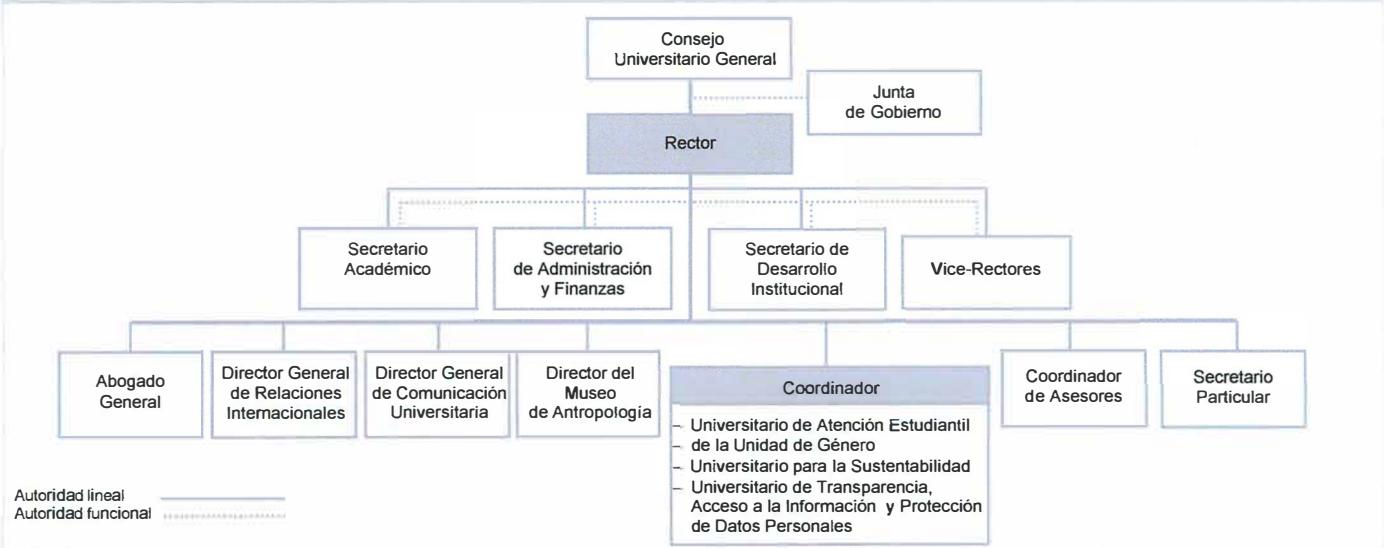 Consejo
Universitario General
Junta
de Gobierno
Rector
Secretario
Académico
Secretario
de Administración
y Finanzas
Secretario de
Desarrollo
Institucional
Vice-Rectores
Abogado
General
Director General
de Relaciones
Internacionales
Director General
de Comunicación
Universitaria
Director del
Museo
de Antropología
Coordinador
– Universitario de Atención Estudiantil
– de la Unidad de Género
– Universitario para la Sustentabilidad
– Universitario de Transparencia,
Acceso a la Información y Protección
de Datos Personales
Coordinador
de Asesores
Secretario
Particular
Autoridad lineal
Autoridad funcional